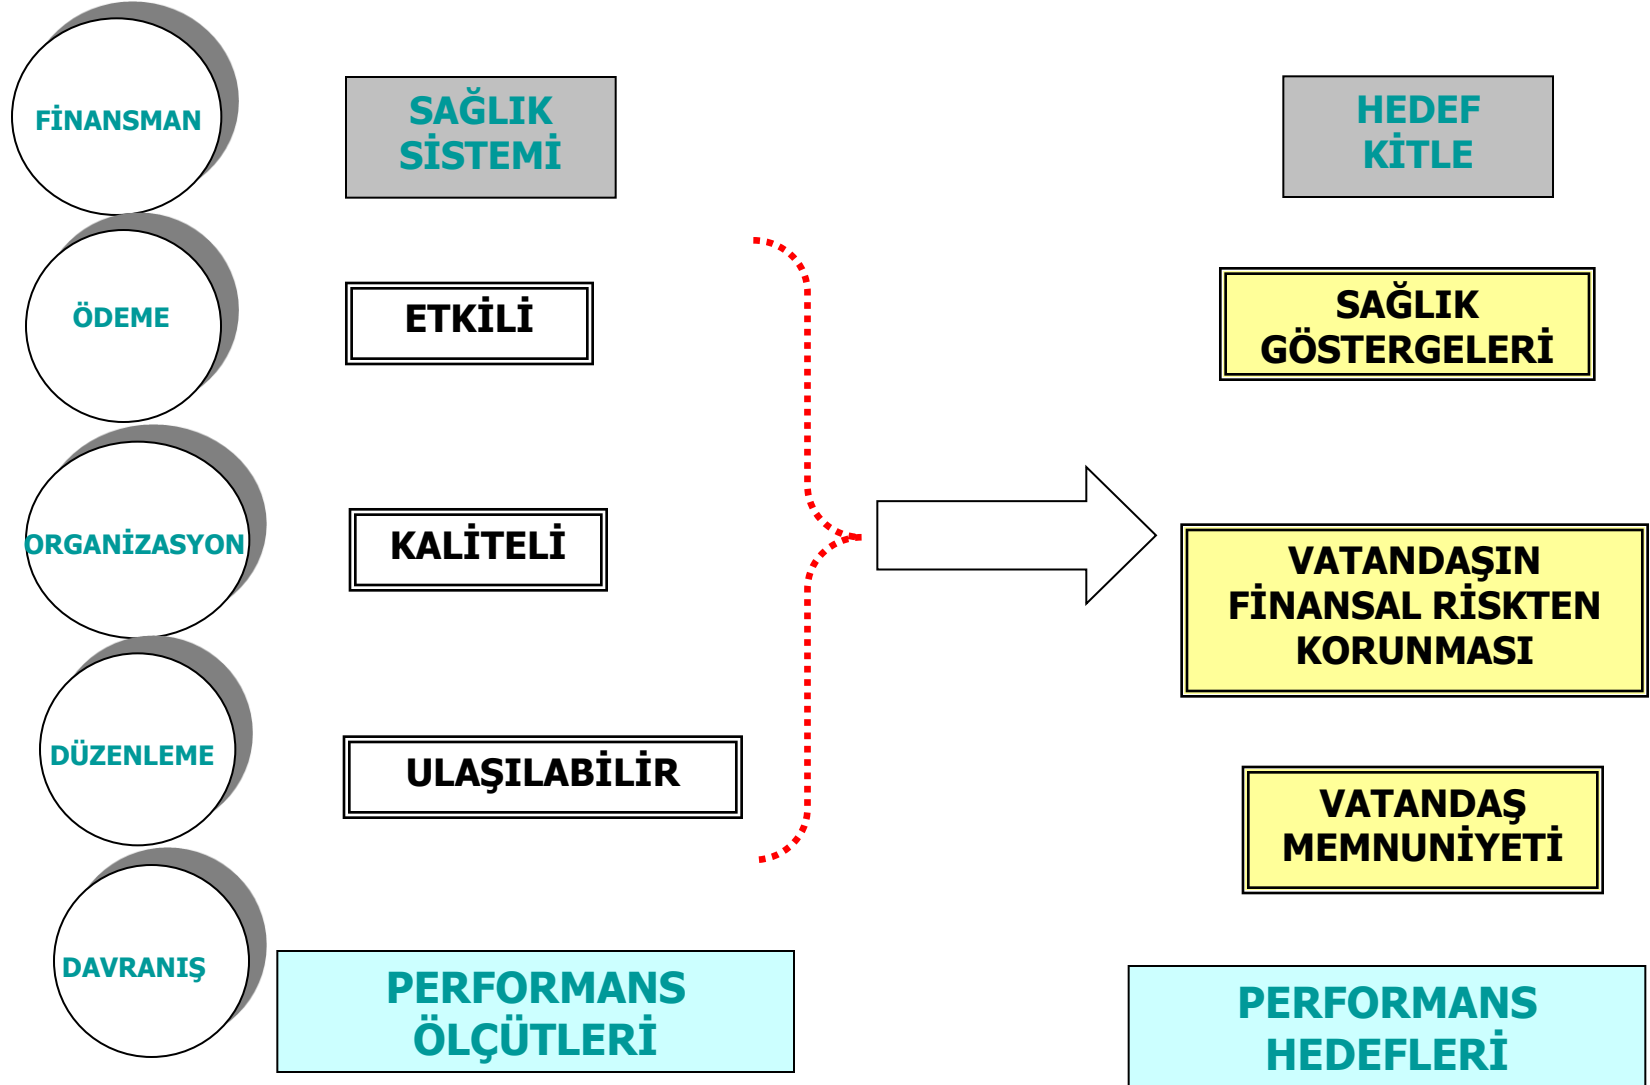 FİNANSMAN
ÖDEME
ORGANİZASYON
DÜZENLEME
DAVRANIŞ
SAĞLIK
SİSTEMİ
ETKİLİ
KALİTELİ
ULAŞILABİLİR
PERFORMANS
ÖLÇÜTLERİ
HEDEF
KİTLE
SAĞLIK
GÖSTERGELERİ
VATANDAŞIN
FİNANSAL RİSKTEN
KORUNMASI
VATANDAŞ
MEMNUNİYETİ
PERFORMANS
HEDEFLERİ